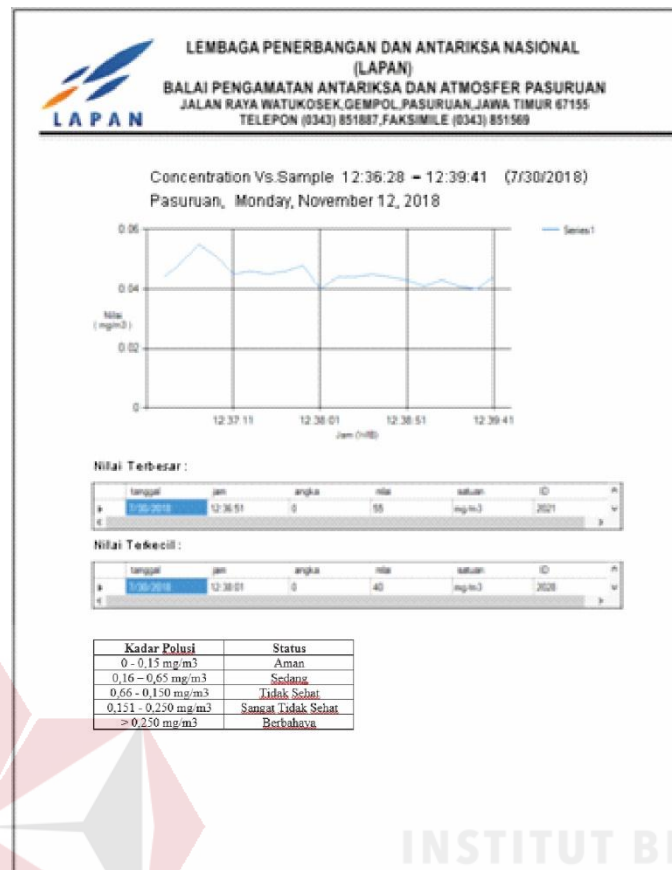 LAPAN
LEMBAGA PENERBANGAN DAN ANTARIKSA NASIONAL
(LAPAN)
BALAI PENGAMATAN ANTARIKSA DAN ATMOSFER PASURUAN
JALAN RAYA WATUKOSEK,GEMPOL,PASURUAN,JAWA TIMUR 67155
TELEPON (0343) 851887,FAKSIMILE (0343) 851569
Concentration Vs.Sample 12:36:28 – 12:39:41 (7/30/2018)
Pasuruan, Monday, November 12, 2018
Series1
0.06
0.04
0.02
0
Nilai
(mg/m3)
12:37:11 12:38:01 12:38:51 12:39:41
Jam (WIB)
Nilai Terbesar :
tanggal jam angka nilai satuan ID
7/30/2018 12:36:51 0 55 mg/m3 2021
Nilai Terkecil :
tanggal jam angka nilai satuan ID
7/30/2018 12:38:01 0 40 mg/m3 2028
Kadar Polusi Status
0 - 0,15 mg/m3 Aman
0,16 – 0,65 mg/m3 Sedang
0,66 - 0,150 mg/m3 Tidak Sehat
0,151 - 0,250 mg/m3 Sangat Tidak Sehat
> 0,250 mg/m3 Berbahaya
INSTITUT